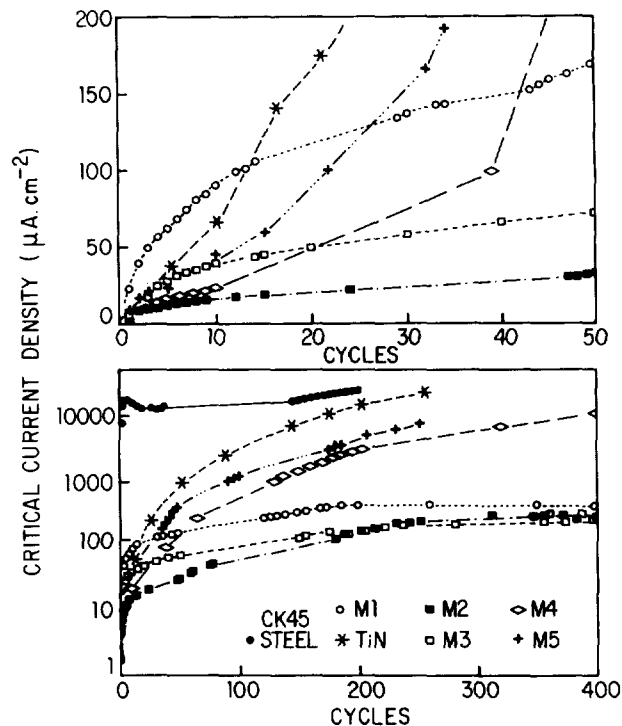 CRITICAL CURRENT DENSITY (μA.cm⁻²)
200
150
100
50
0
0 10 20 30 40 50
CYCLES
10000
1000
100
10
1
CK45
STEEL
M1
M2
M4
TiN
M3
M5
0 100 200 300 400
CYCLES